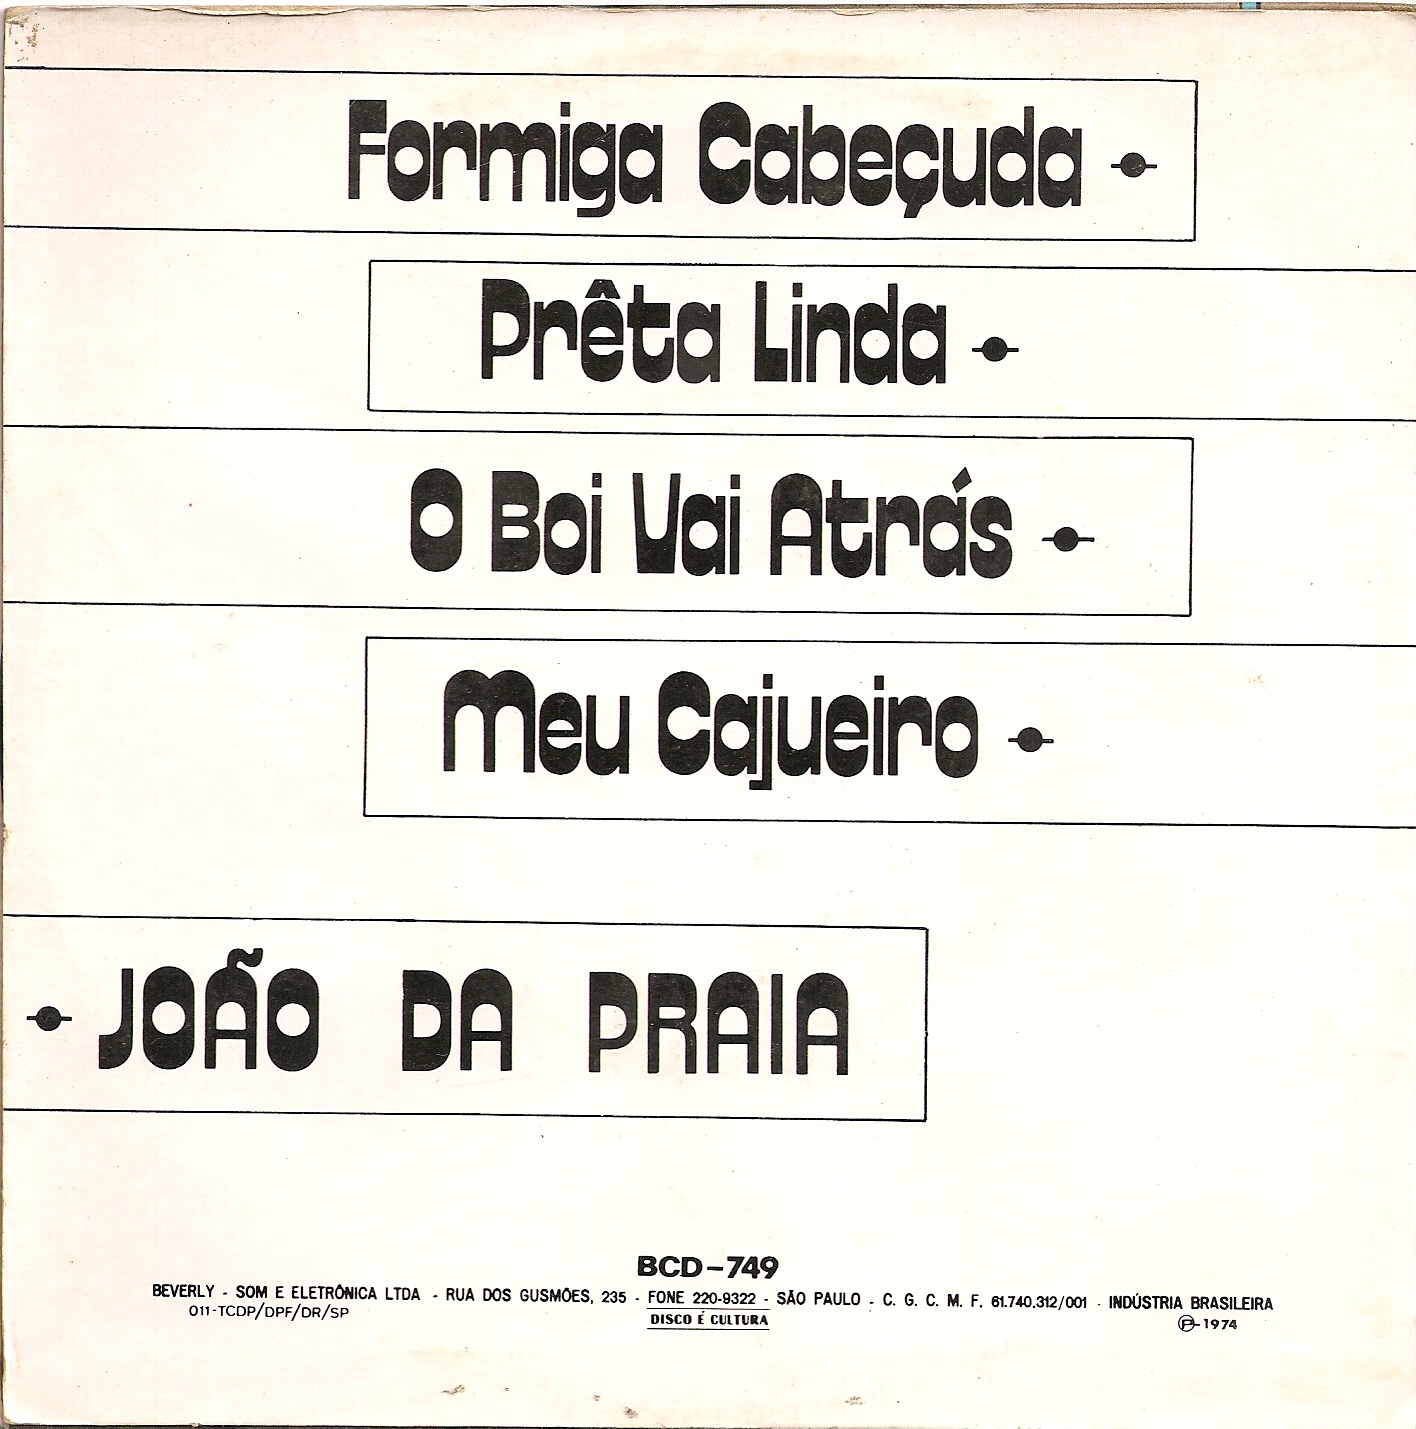 Formiga Cabeçuda
Prêta Linda
O Boi Vai Atrás
Meu Cajueiro
JOÃO DA PRAIA
BCD-749
BEVERLY - SOM E ELETRÔNICA LTDA - RUA DOS GUSMÕES, 235 - FONE 220-9322 - SÃO PAULO - C. G. C. M. F. 61.740.312/001 - INDÚSTRIA BRASILEIRA
011-TCDP/DPF/DR/SP
DISCO É CULTURA
℗-1974